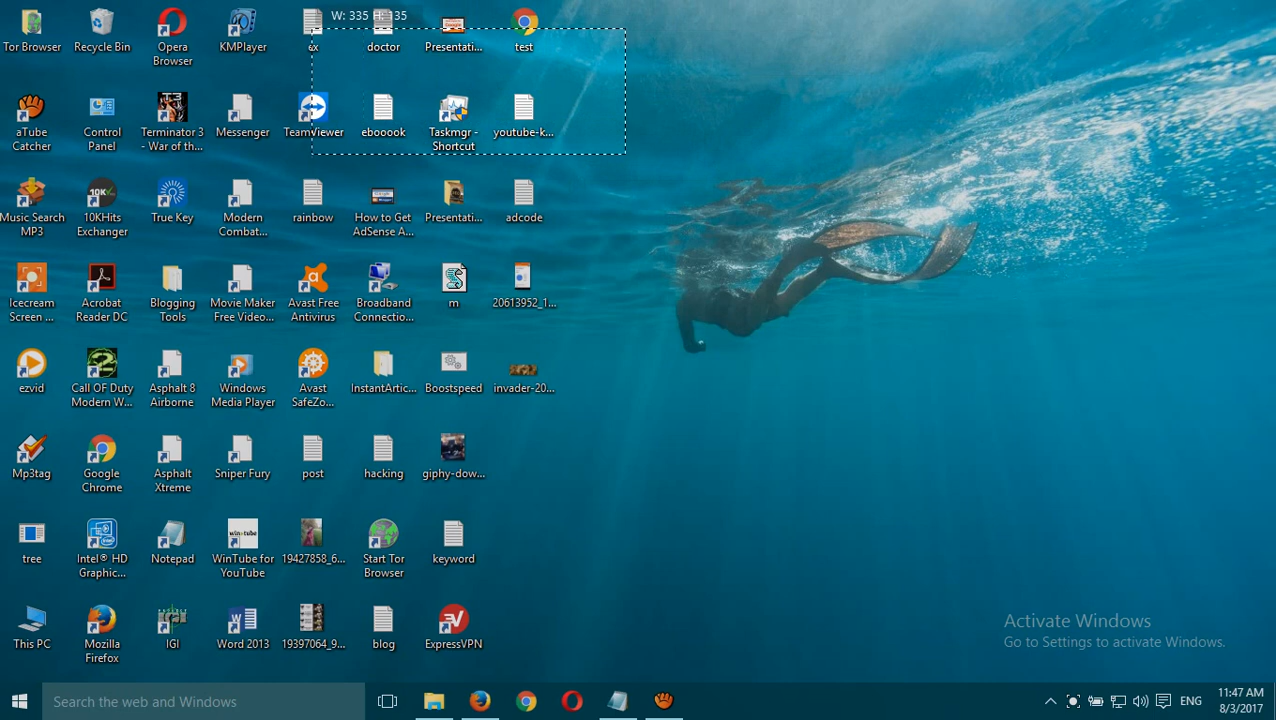 W: 335 H: 135
Tor Browser
Recycle Bin
Opera
Browser
KMPlayer
doctor
Presentati...
test
aTube
Catcher
Control
Panel
Terminator 3
- War of th...
Messenger
TeamViewer
ebooook
Taskmgr -
Shortcut
youtube-k...
Music Search
MP3
10KHits
Exchanger
True Key
Modern
Combat...
rainbow
How to Get
AdSense A...
Presentati...
adcode
Icecream
Screen ...
Acrobat
Reader DC
Blogging
Tools
Movie Maker
Free Video...
Avast Free
Antivirus
Broadband
Connectio...
m
20613952_1...
ezvid
Call OF Duty
Modern W...
Asphalt 8
Airborne
Windows
Media Player
Avast
SafeZo...
InstantArtic...
Boostspeed
invader-20...
Mp3tag
Google
Chrome
Asphalt
Xtreme
Sniper Fury
post
hacking
giphy-dow...
tree
Intel® HD
Graphic...
Notepad
WinTube for
YouTube
19427858_6...
Start Tor
Browser
keyword
This PC
Mozilla
Firefox
IGI
Word 2013
19397064_9...
blog
ExpressVPN
Activate Windows
Go to Settings to activate Windows.
Search the web and Windows
ENG
11:47 AM
8/3/2017